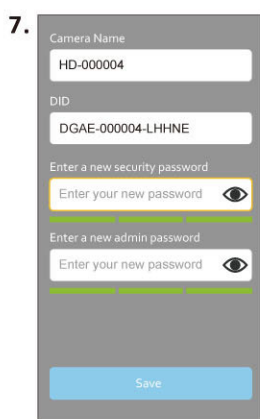 7.
Camera Name
HD-000004
DID
DGAE-000004-LHHNE
Enter a new security password
Enter your new password
Enter a new admin password
Enter your new password
Save